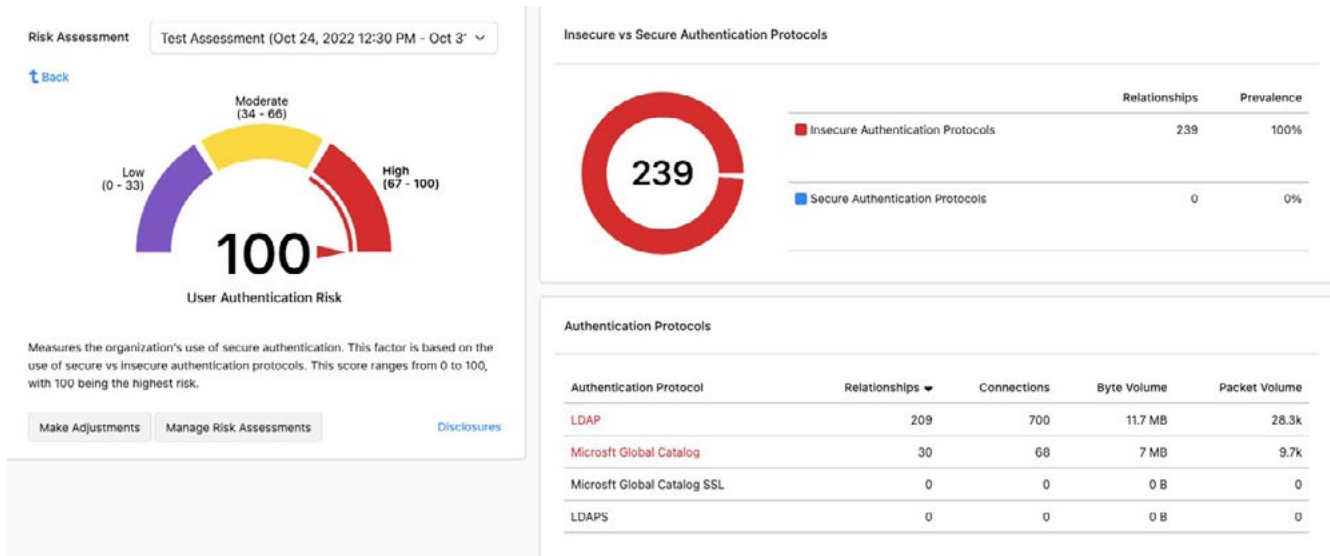 Risk Assessment
Test Assessment (Oct 24, 2022 12:30 PM - Oct 3
Back
Moderate
(34 - 66)
Low
(0 - 33)
High
(67 - 100)
100
User Authentication Risk
Measures the organization's use of secure authentication. This factor is based on the
use of secure vs insecure authentication protocols. This score ranges from 0 to 100,
with 100 being the highest risk.
Make Adjustments Manage Risk Assessments Disclosures
Insecure vs Secure Authentication Protocols
239
Relationships Prevalence
Insecure Authentication Protocols 239 100%
Secure Authentication Protocols 0 0%
Authentication Protocols
Authentication Protocol Relationships Connections Byte Volume Packet Volume
LDAP 209 700 11.7 MB 28.3k
Microsft Global Catalog 30 68 7 MB 9.7k
Microsft Global Catalog SSL 0 0 0 B 0
LDAPS 0 0 0 B 0